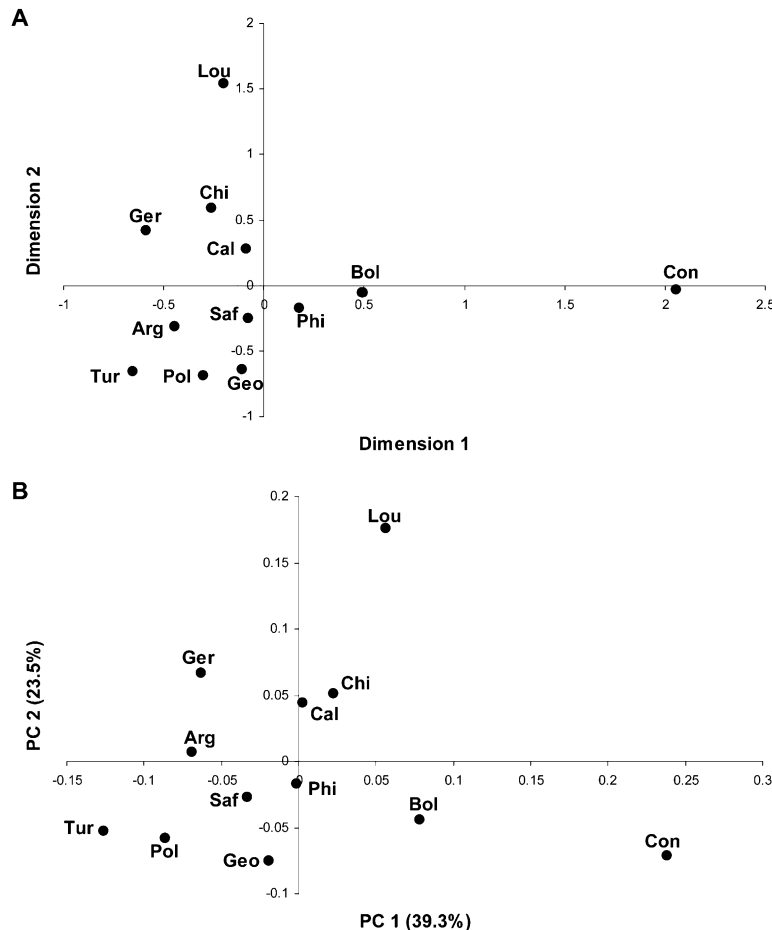 A
2
Lou
1.5
1
Dimension 2
Chi
Ger
0.5
Cal
Bol
Con
0
-1
-0.5
0
0.5
1
1.5
2
2.5
Saf
Phi
Arg
-0.5
Tur
Pol
Geo
-1
Dimension 1
B
0.2
Lou
0.15
0.1
PC 2 (23.5%)
Ger
Chi
0.05
Cal
Arg
0
-0.15
-0.1
-0.05
0
0.05
0.1
0.15
0.2
0.25
0.3
Phi
Saf
Bol
Tur
-0.05
Pol
Geo
Con
-0.1
PC 1 (39.3%)